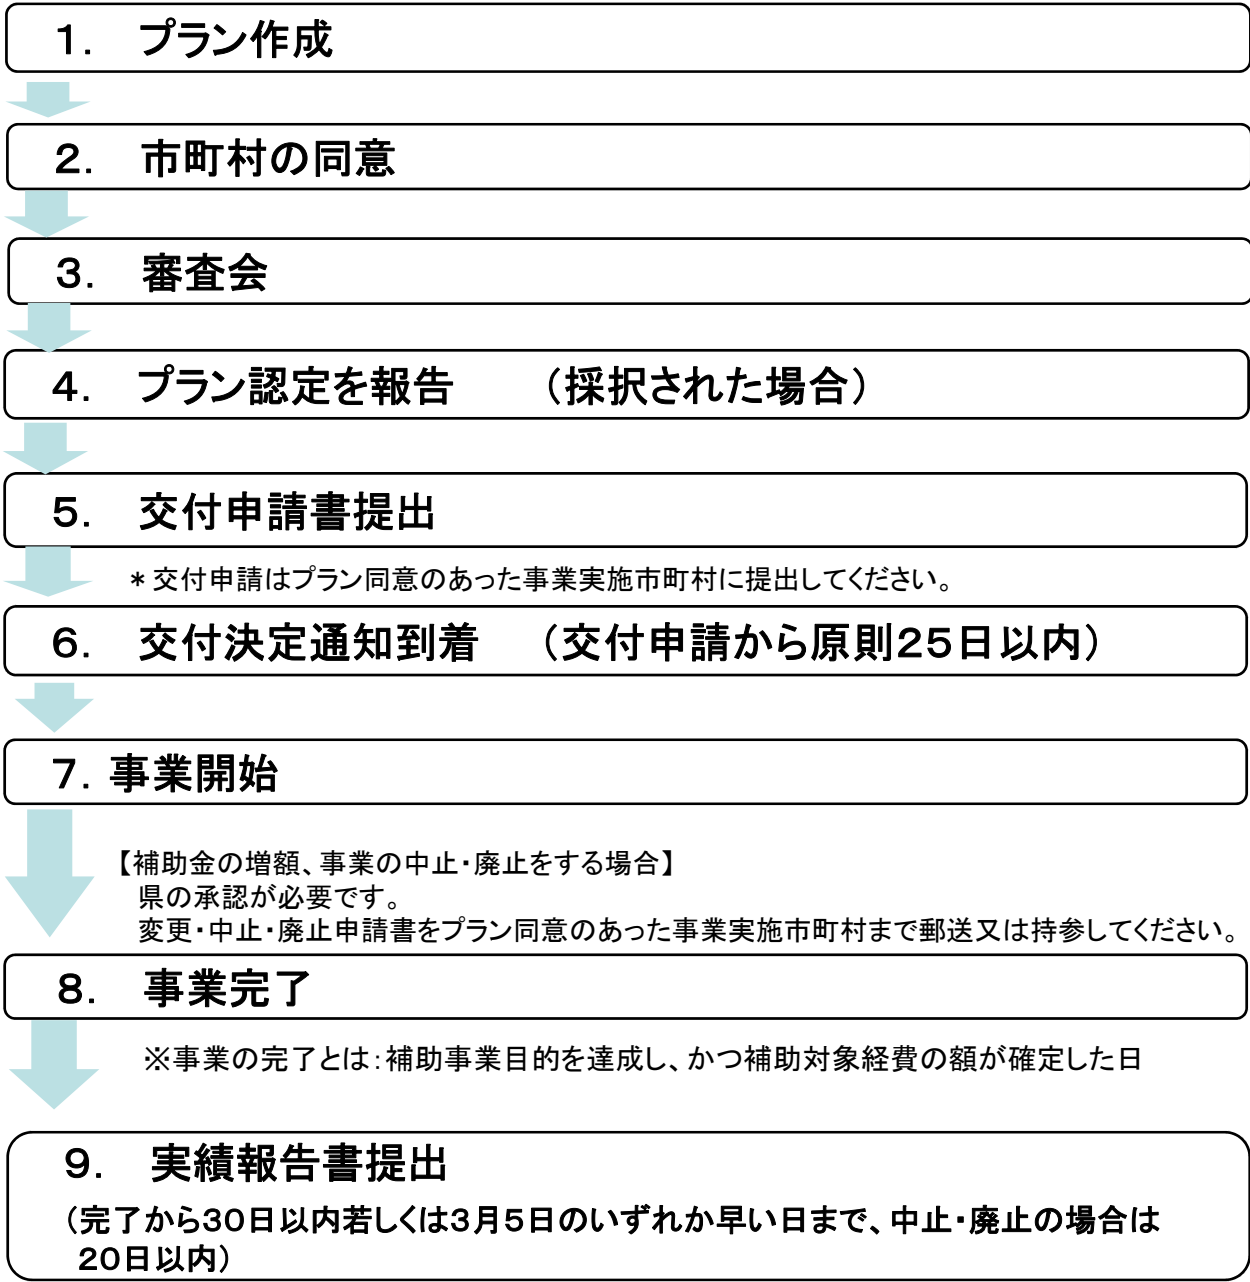 １．　プラン作成
２．　市町村の同意
３．　審査会
４．　プラン認定を報告　　（採択された場合）
５．　交付申請書提出
＊交付申請はプラン同意のあった事業実施市町村に提出してください。
６．　交付決定通知到着　（交付申請から原則２５日以内）
７．事業開始
【補助金の増額、事業の中止・廃止をする場合】
県の承認が必要です。
変更・中止・廃止申請書をプラン同意のあった事業実施市町村まで郵送又は持参してください。
８．　事業完了
※事業の完了とは：補助事業目的を達成し、かつ補助対象経費の額が確定した日
９．　実績報告書提出
（完了から３０日以内若しくは３月５日のいずれか早い日まで、中止・廃止の場合は
２０日以内）